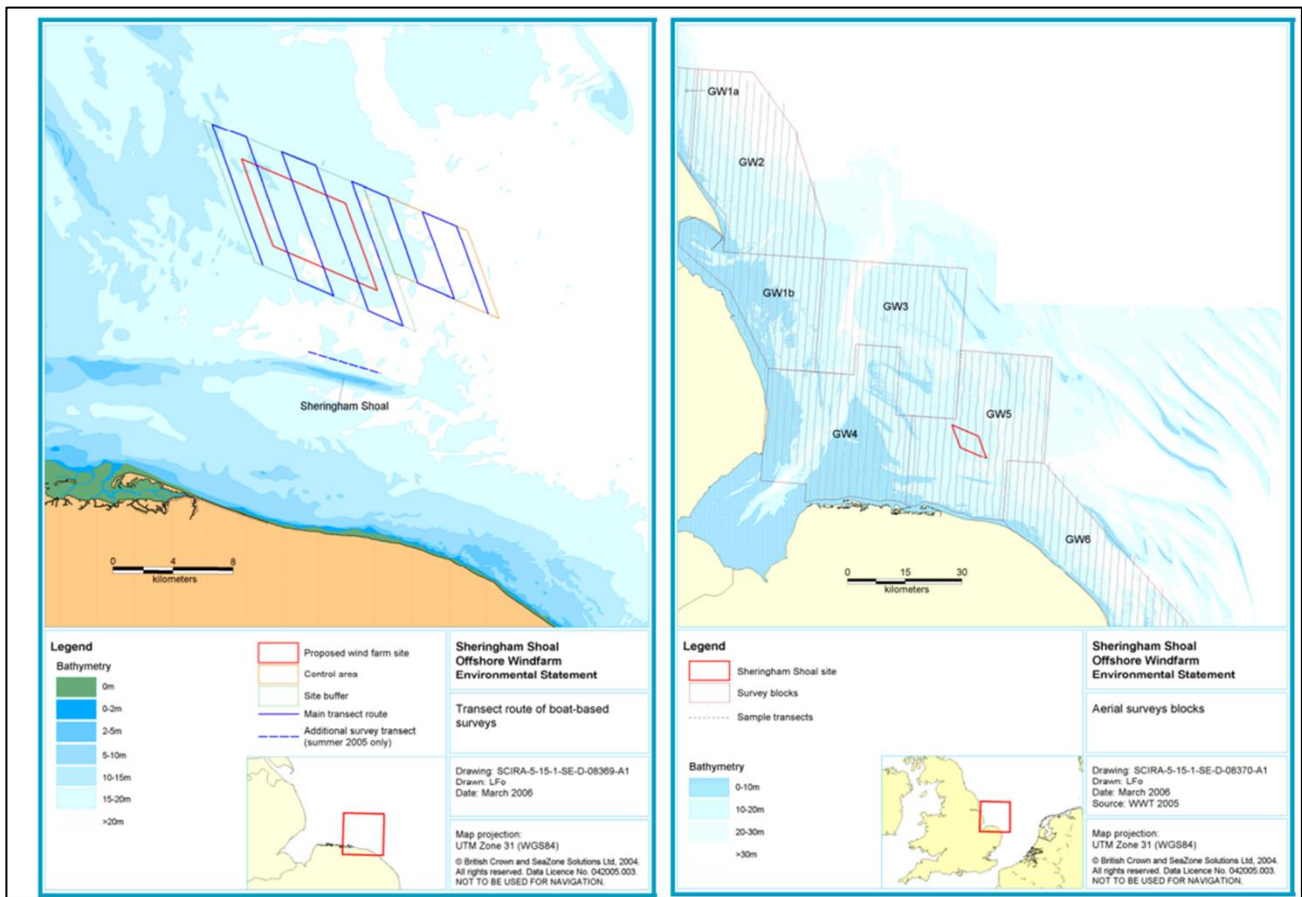 Sheringham Shoal
0 4 8
kilometers
Legend
Bathymetry
0m
0-2m
2-5m
5-10m
10-15m
15-20m
>20m
Proposed wind farm site
Control area
Site buffer
Main transect route
Additional survey transect
(summer 2005 only)
Sheringham Shoal
Offshore Windfarm
Environmental Statement
Transect route of boat-based
surveys
Drawing: SCIRA-5-15-1-SE-D-08369-A1
Drawn: LFo
Date: March 2006
Map projection:
UTM Zone 31 (WGS84)
© British Crown and SeaZone Solutions Ltd, 2004.
All rights reserved. Data Licence No. 042005.003.
NOT TO BE USED FOR NAVIGATION.
GW1a
GW2
GW1b
GW3
GW4
GW5
GW6
0 15 30
kilometers
Legend
Sheringham Shoal site
Survey blocks
Sample transects
Bathymetry
0-10m
10-20m
20-30m
>30m
Sheringham Shoal
Offshore Windfarm
Environmental Statement
Aerial surveys blocks
Drawing: SCIRA-5-15-1-SE-D-08370-A1
Drawn: LFo
Date: March 2006
Source: WWT 2005
Map projection:
UTM Zone 31 (WGS84)
© British Crown and SeaZone Solutions Ltd, 2004.
All rights reserved. Data Licence No. 042005.003.
NOT TO BE USED FOR NAVIGATION.